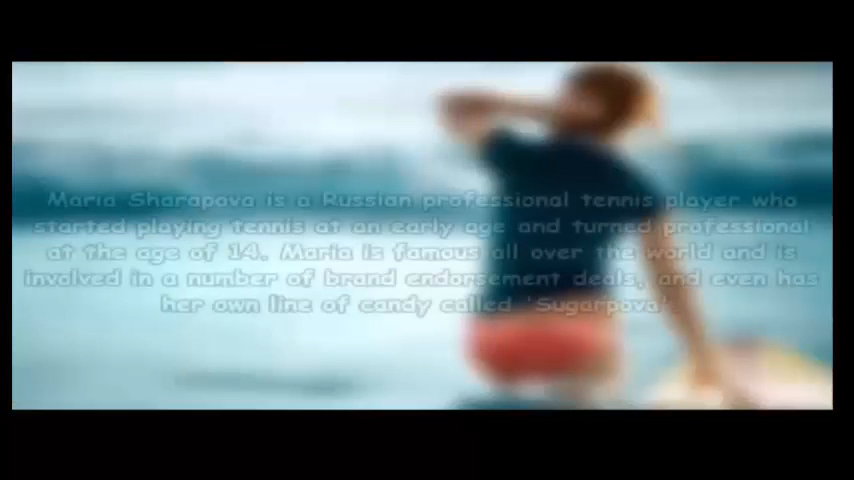 Maria Sharapova is a Russian professional tennis player who
started playing tennis at an early age and turned professional
at the age of 14. Maria is famous all over the world and is
involved in a number of brand endorsement deals, and even has
her own line of candy called 'Sugarpova'